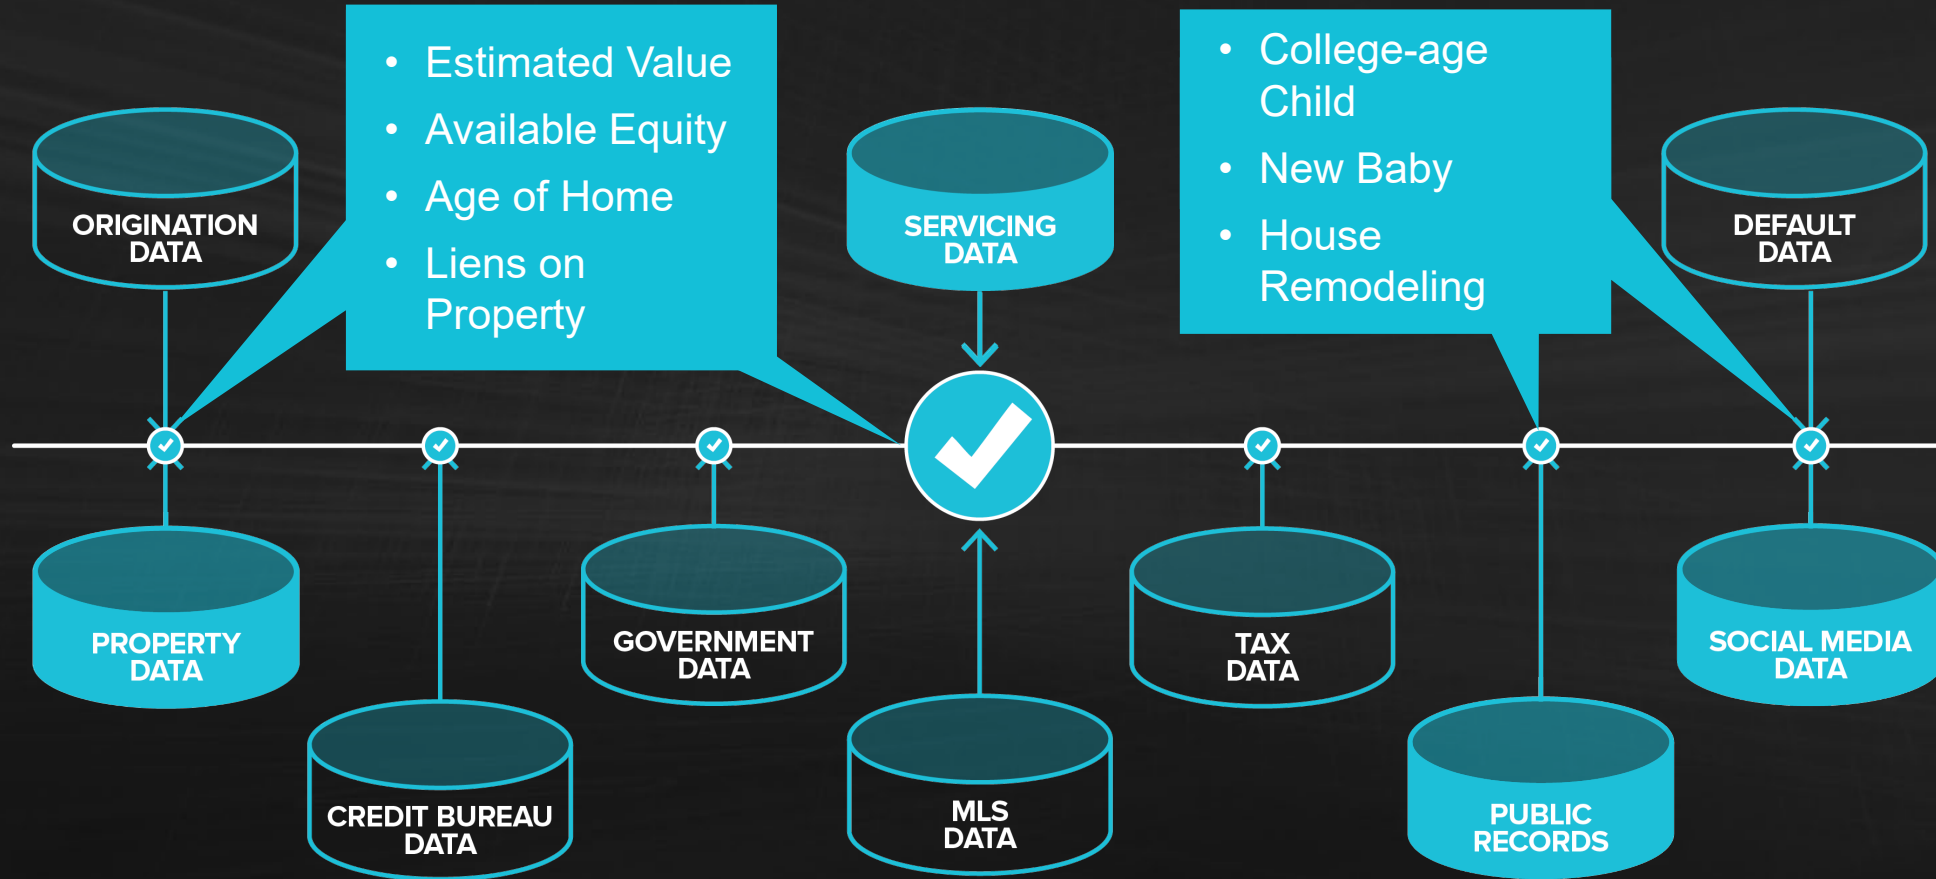 • Estimated Value
• Available Equity
• Age of Home
• Liens on
Property
• College-age
Child
• New Baby
• House
Remodeling
ORIGINATION
DATA
SERVICING
DATA
DEFAULT
DATA
PROPERTY
DATA
CREDIT BUREAU
DATA
GOVERNMENT
DATA
MLS
DATA
TAX
DATA
PUBLIC
RECORDS
SOCIAL MEDIA
DATA